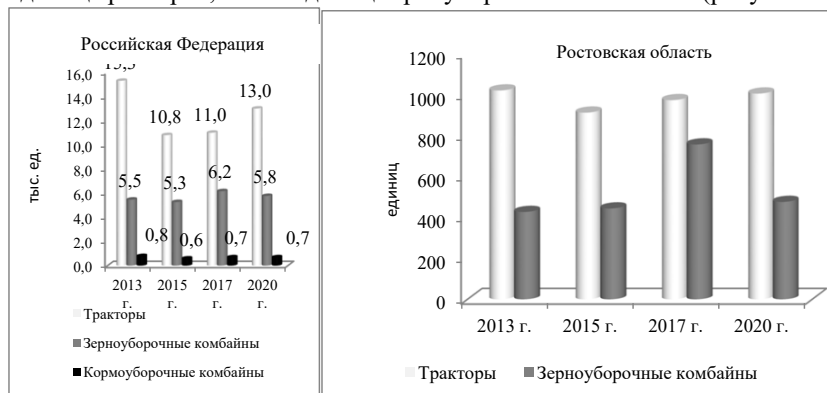 Российская Федерация
16,0
14,0
12,0
10,0
8,0
6,0
4,0
2,0
0,0
тыс. ед.
10,8
11,0
13,0
5,5
5,3
6,2
5,8
0,8
0,6
0,7
0,7
2013 г.
2015 г.
2017 г.
2020 г.
Тракторы
Зерноуборочные комбайны
Кормоуборочные комбайны
Ростовская область
1200
1000
800
600
400
200
0
единиц
2013 г.
2015 г.
2017 г.
2020 г.
Тракторы
Зерноуборочные комбайны